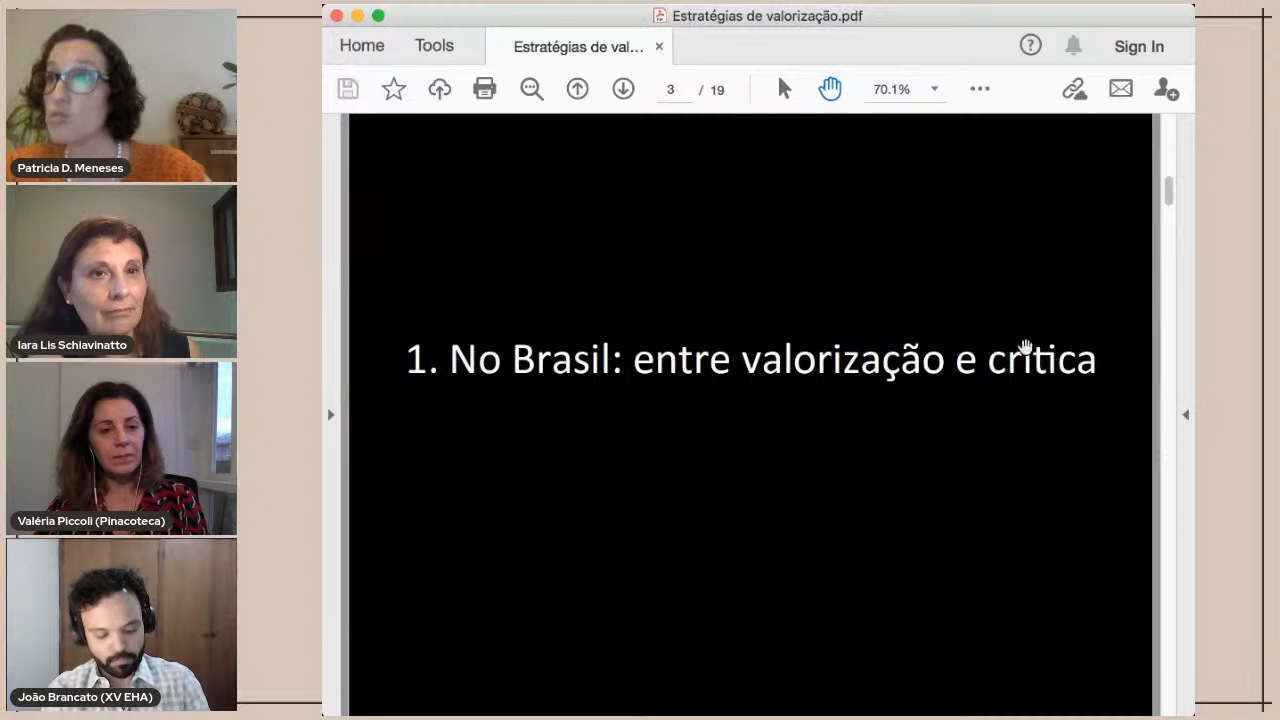 Patricia D. Meneses
Iara Lis Schiavinatto
Valéria Piccoli (Pinacoteca)
João Brancato (XV EHA)
Estratégias de valorização.pdf
Home
Tools
Estratégias de val...
×
?
Sign In
3 / 19
70.1%
1. No Brasil: entre valorização e crítica